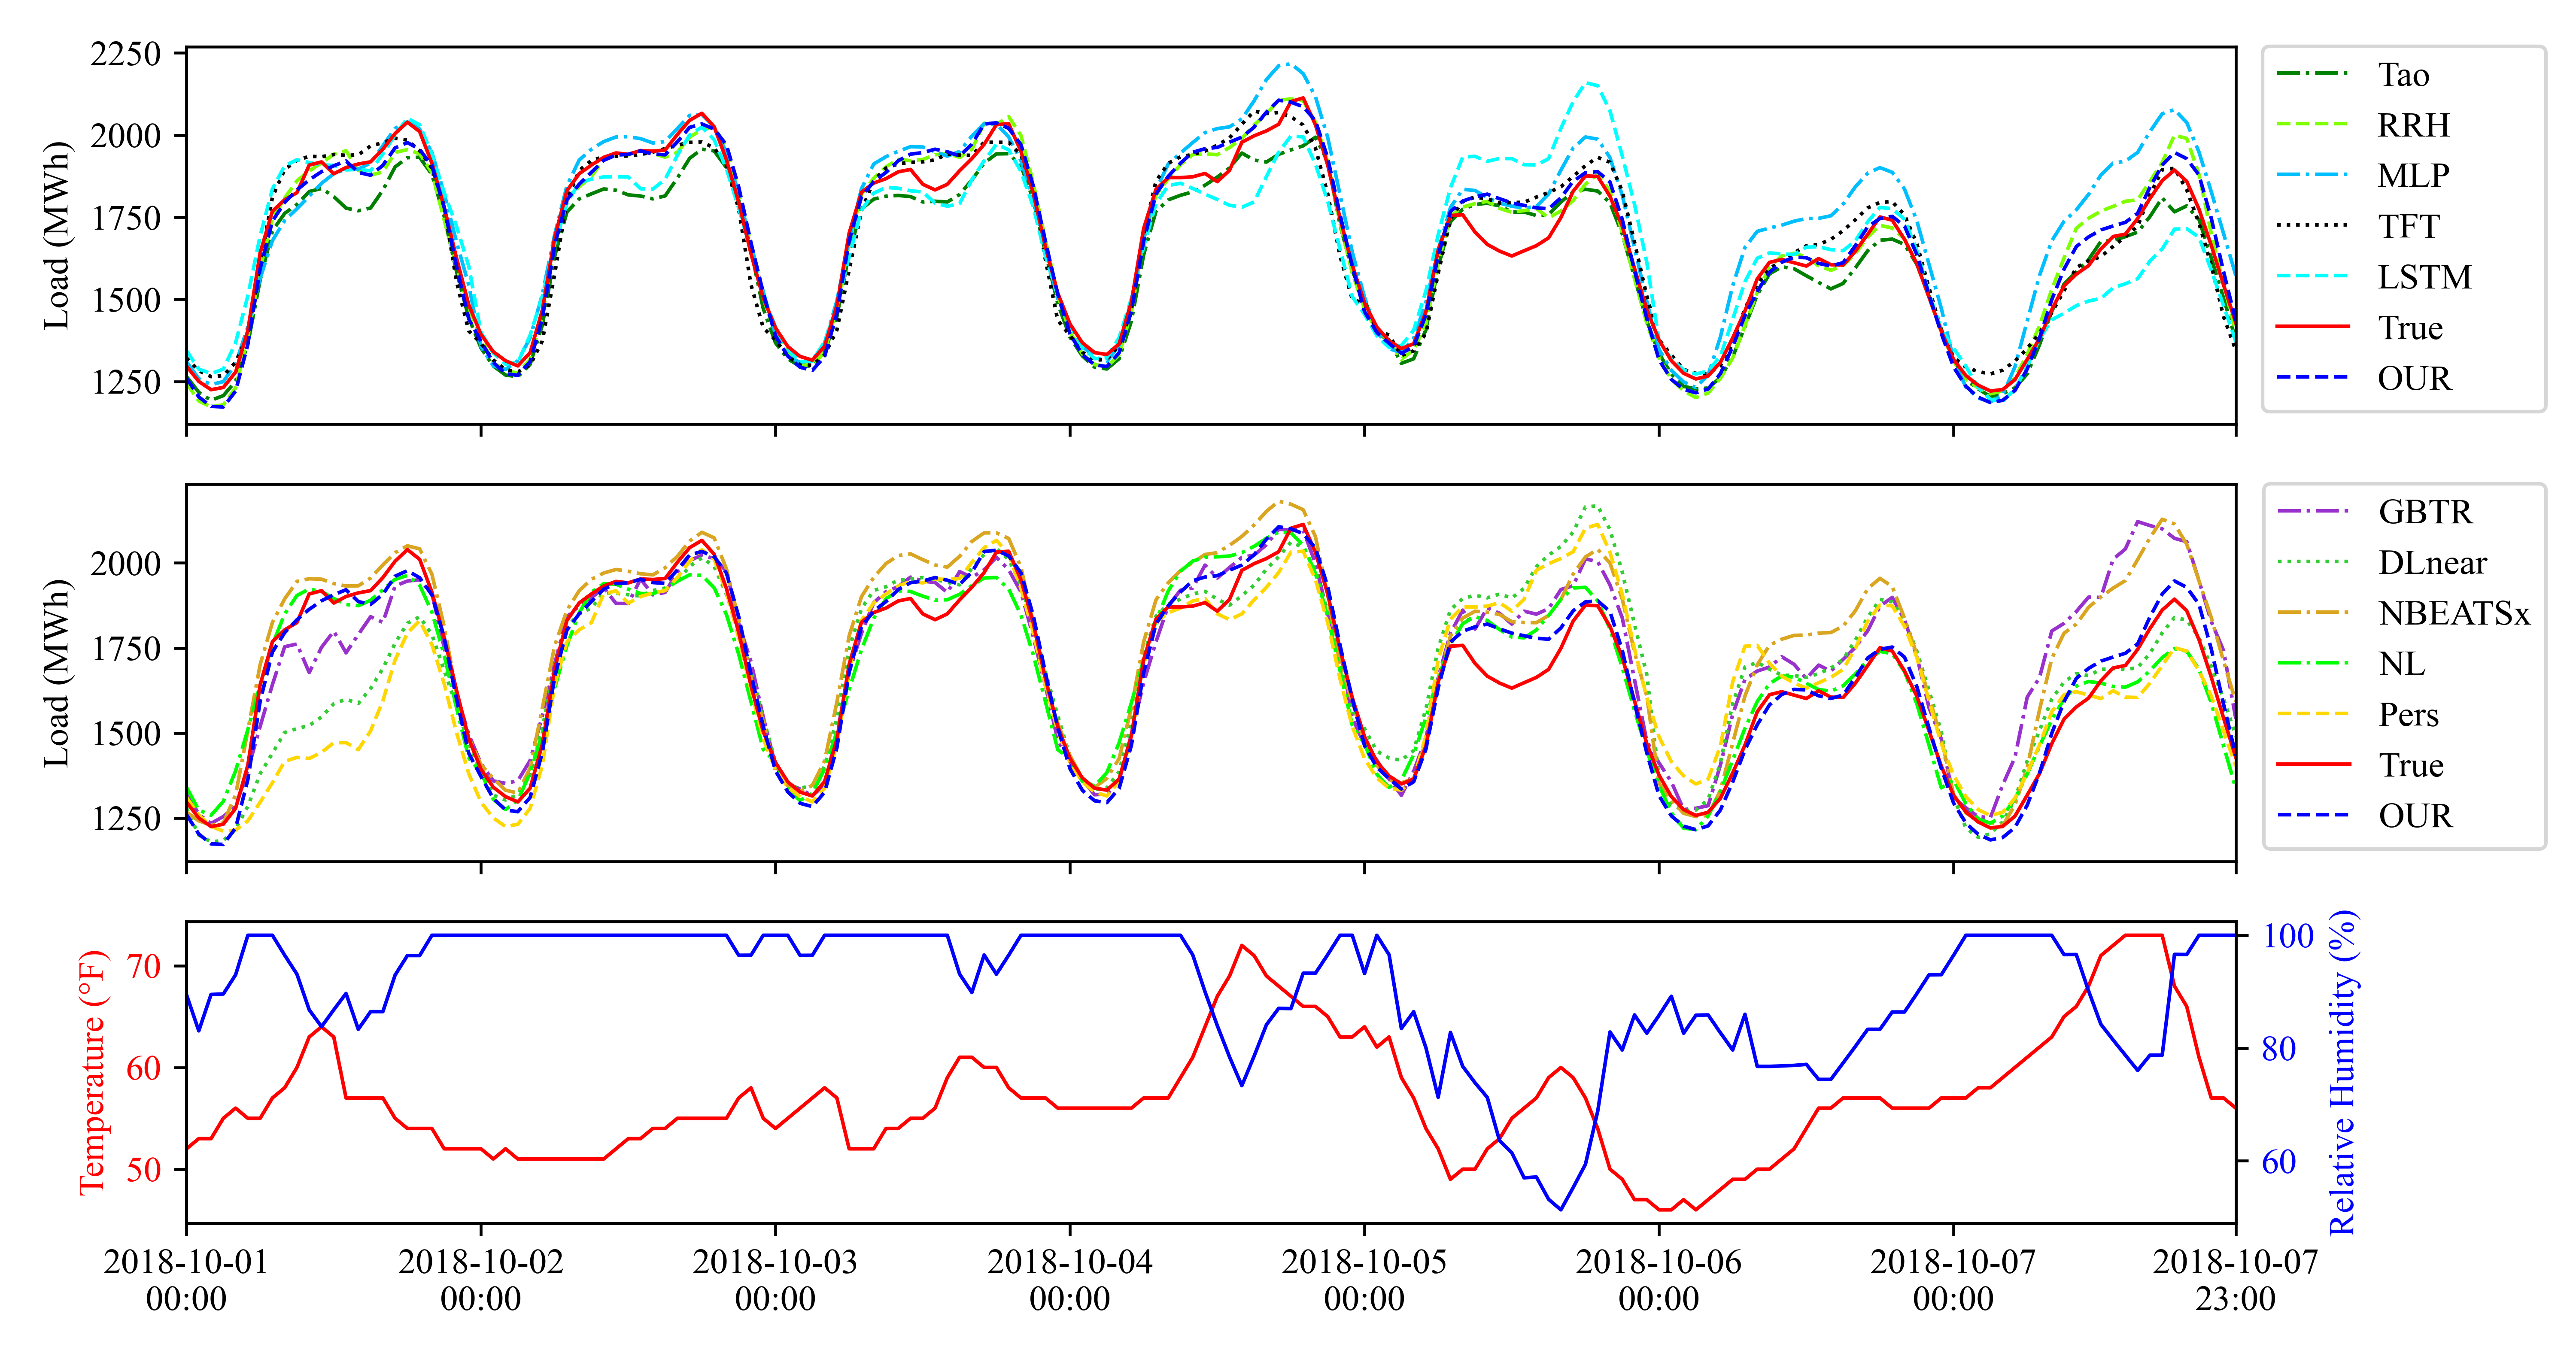 2250
2000
1750
1500
1250
Load (MWh)
Tao
RRH
MLP
TFT
LSTM
True
OUR
2000
1750
1500
1250
Load (MWh)
GBTR
DLnear
NBEATSx
NL
Pers
True
OUR
70
60
50
Temperature (°F)
100
80
60
Relative Humidity (%)
2018-10-01 2018-10-02 2018-10-03 2018-10-04 2018-10-05 2018-10-06 2018-10-07 2018-10-07
00:00 00:00 00:00 00:00 00:00 00:00 00:00 23:00